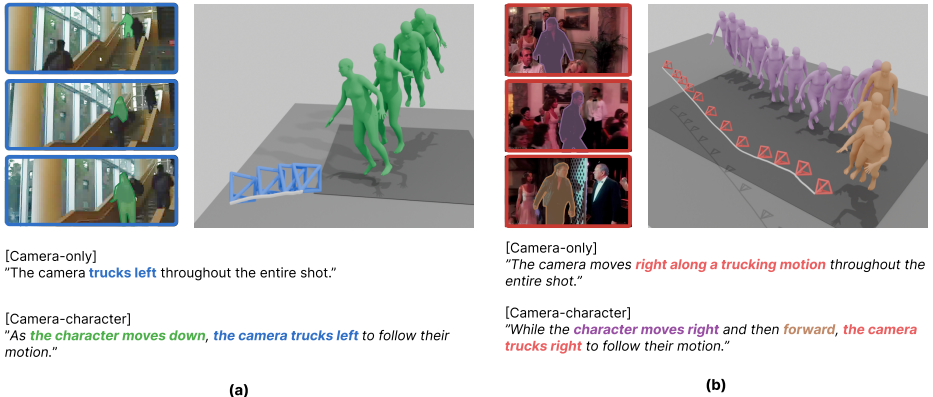 [Camera-only]
”The camera trucks left throughout the entire shot.”
[Camera-character]
”As the character moves down, the camera trucks left to follow their
motion.”
(a)
[Camera-only]
”The camera moves right along a trucking motion throughout the
entire shot.”
[Camera-character]
”While the character moves right and then forward, the camera
trucks right to follow their motion.”
(b)